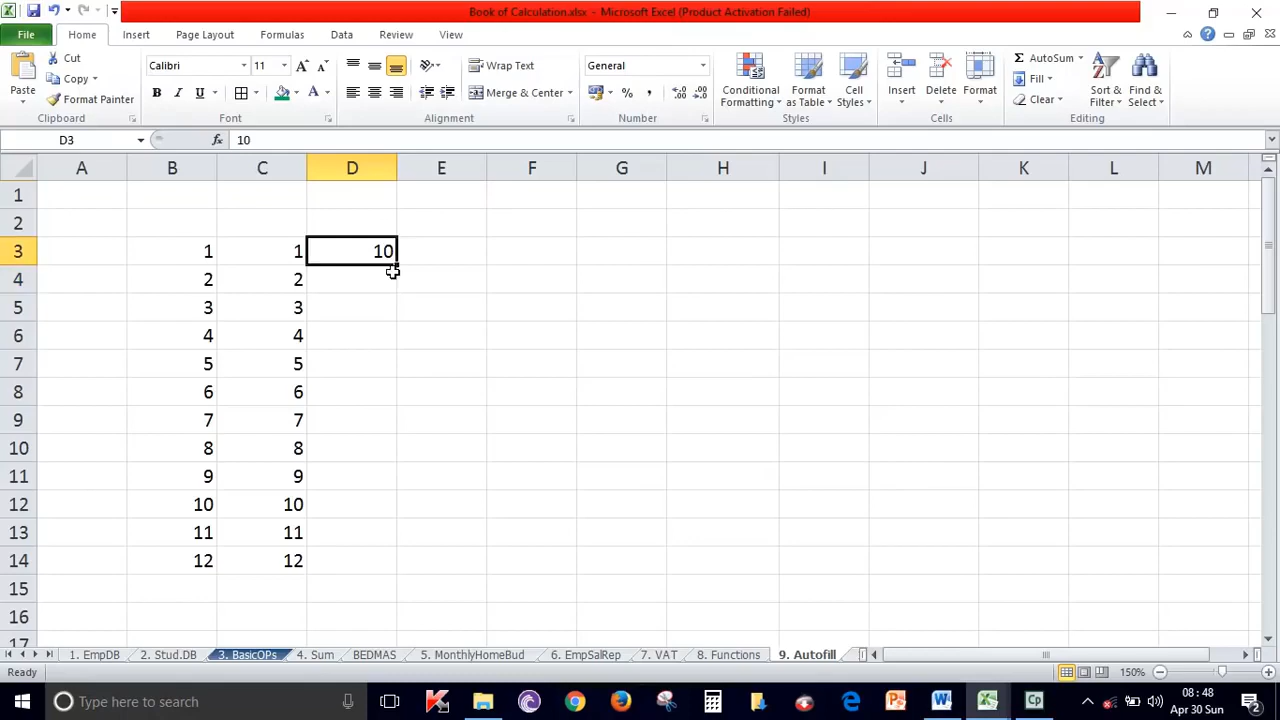 Book of Calculation.xlsx - Microsoft Excel (Product Activation Failed)
File Home Insert Page Layout Formulas Data Review View
Paste Cut Copy Format Painter
Calibri 11 A A
B I U A
Wrap Text
Merge & Center
General
% ,
Conditional Formatting Format as Table Cell Styles
Insert Delete Format
Σ AutoSum Fill Clear
Sort & Filter Find & Select
Clipboard Font Alignment Number Styles Cells Editing
D3 fx 10
A B C D E F G H I J K L M
1
2
3 1 1 10
4 2 2
5 3 3
6 4 4
7 5 5
8 6 6
9 7 7
10 8 8
11 9 9
12 10 10
13 11 11
14 12 12
15
16
17
1. EmpDB 2. Stud.DB 3. BasicOPs 4. Sum BEDMAS 5. MonthlyHomeBud 6. EmpSalRep 7. VAT 8. Functions 9. Autofill
Ready 150%
Type here to search
08:48
Apr 30 Sun
2